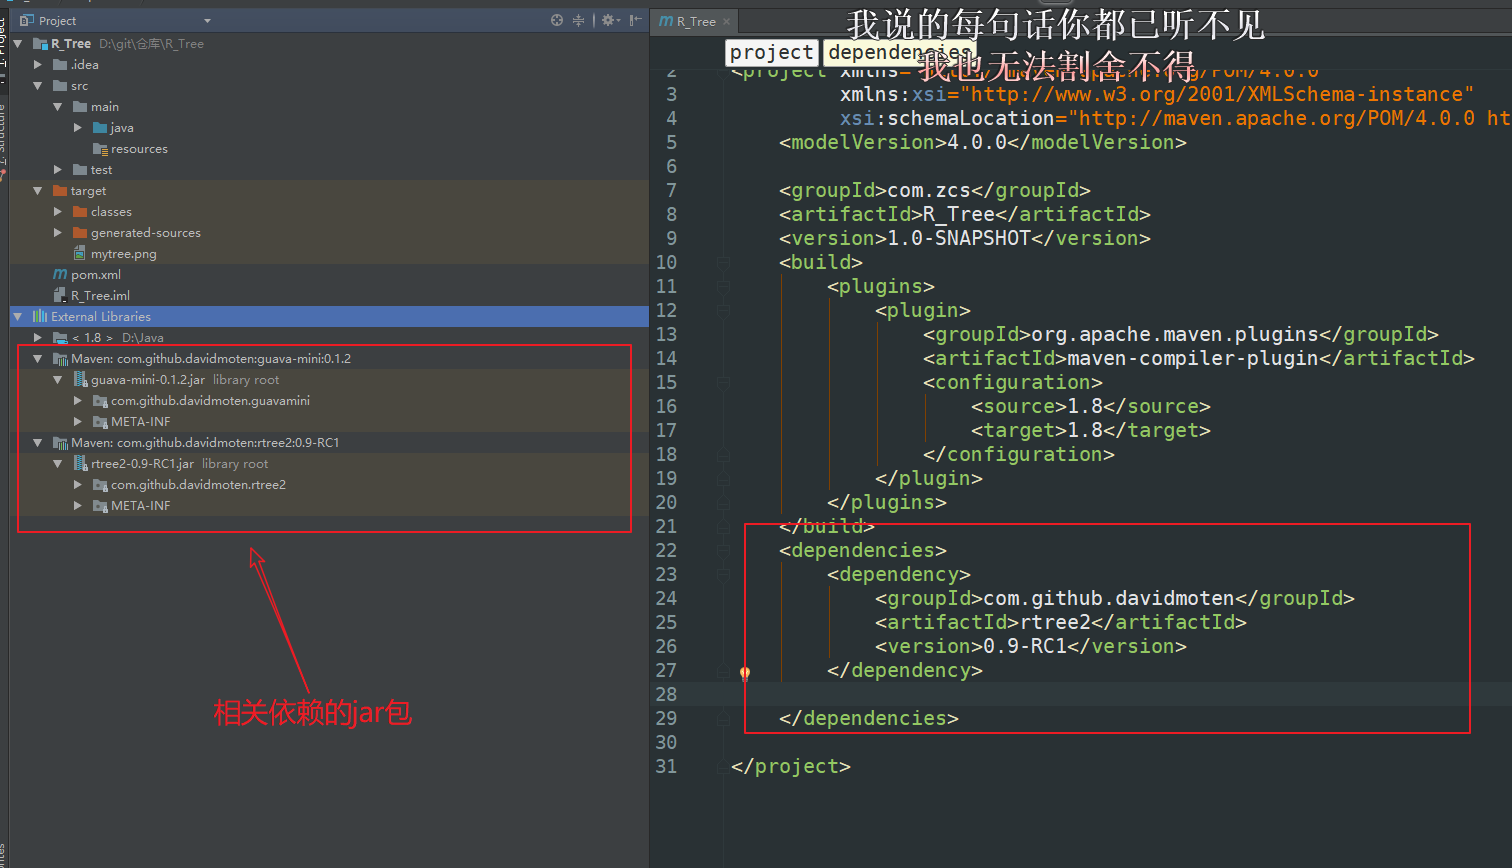 Project
R_Tree D:\git\仓库\R_Tree
.idea
src
main
java
resources
test
target
classes
generated-sources
mytree.png
pom.xml
R_Tree.iml
External Libraries
< 1.8 > D:\Java
Maven: com.github.davidmoten:guava-mini:0.1.2
guava-mini-0.1.2.jar library root
com.github.davidmoten.guavamini
META-INF
Maven: com.github.davidmoten:rtree2:0.9-RC1
rtree2-0.9-RC1.jar library root
com.github.davidmoten.rtree2
META-INF
相关依赖的jar包
R_Tree
我说的每句话你都已听不见
我也无法割舍不得
project dependencies
2 <project xmlns=
3 xmlns:xsi="http://www.w3.org/2001/XMLSchema-instance"
4 xsi:schemaLocation="http://maven.apache.org/POM/4.0.0 ht
5 <modelVersion>4.0.0</modelVersion>
6
7 <groupId>com.zcs</groupId>
8 <artifactId>R_Tree</artifactId>
9 <version>1.0-SNAPSHOT</version>
10 <build>
11 <plugins>
12 <plugin>
13 <groupId>org.apache.maven.plugins</groupId>
14 <artifactId>maven-compiler-plugin</artifactId>
15 <configuration>
16 <source>1.8</source>
17 <target>1.8</target>
18 </configuration>
19 </plugin>
20 </plugins>
21 </build>
22 <dependencies>
23 <dependency>
24 <groupId>com.github.davidmoten</groupId>
25 <artifactId>rtree2</artifactId>
26 <version>0.9-RC1</version>
27 </dependency>
28
29 </dependencies>
30
31 </project>